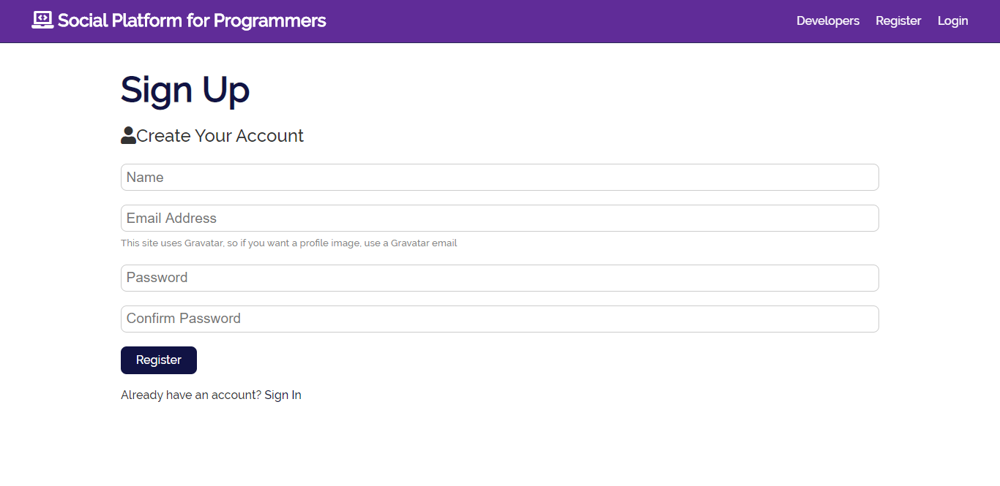 Social Platform for Programmers
Developers Register Login
Sign Up
Create Your Account
Name
Email Address
This site uses Gravatar, so if you want a profile image, use a Gravatar email
Password
Confirm Password
Register
Already have an account? Sign In